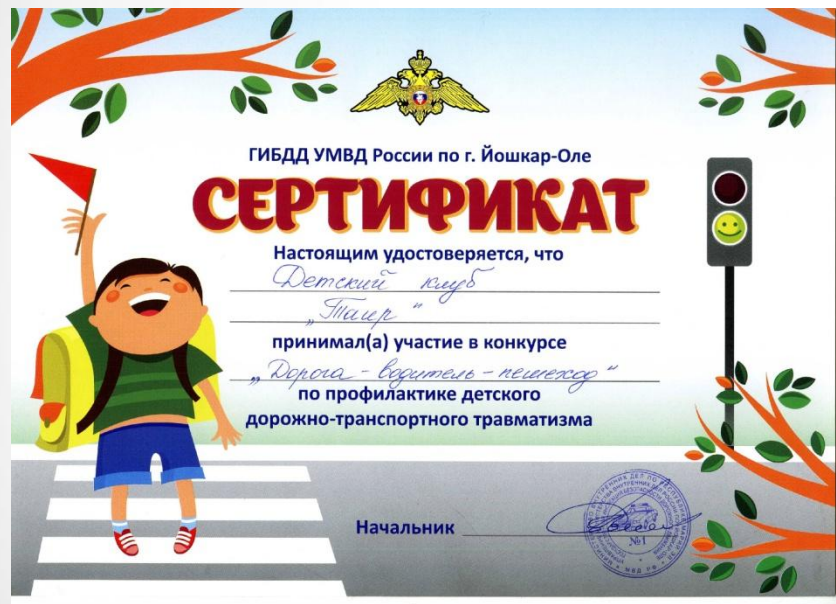 ГИБДД УМВД России по г. Йошкар-Оле
СЕРТИФИКАТ
Настоящим удостоверяется, что
Детский клуб
„Таир"
принимал(а) участие в конкурсе
„Дорога - водитель - пешеход"
по профилактике детского
дорожно-транспортного травматизма
Начальник
№1